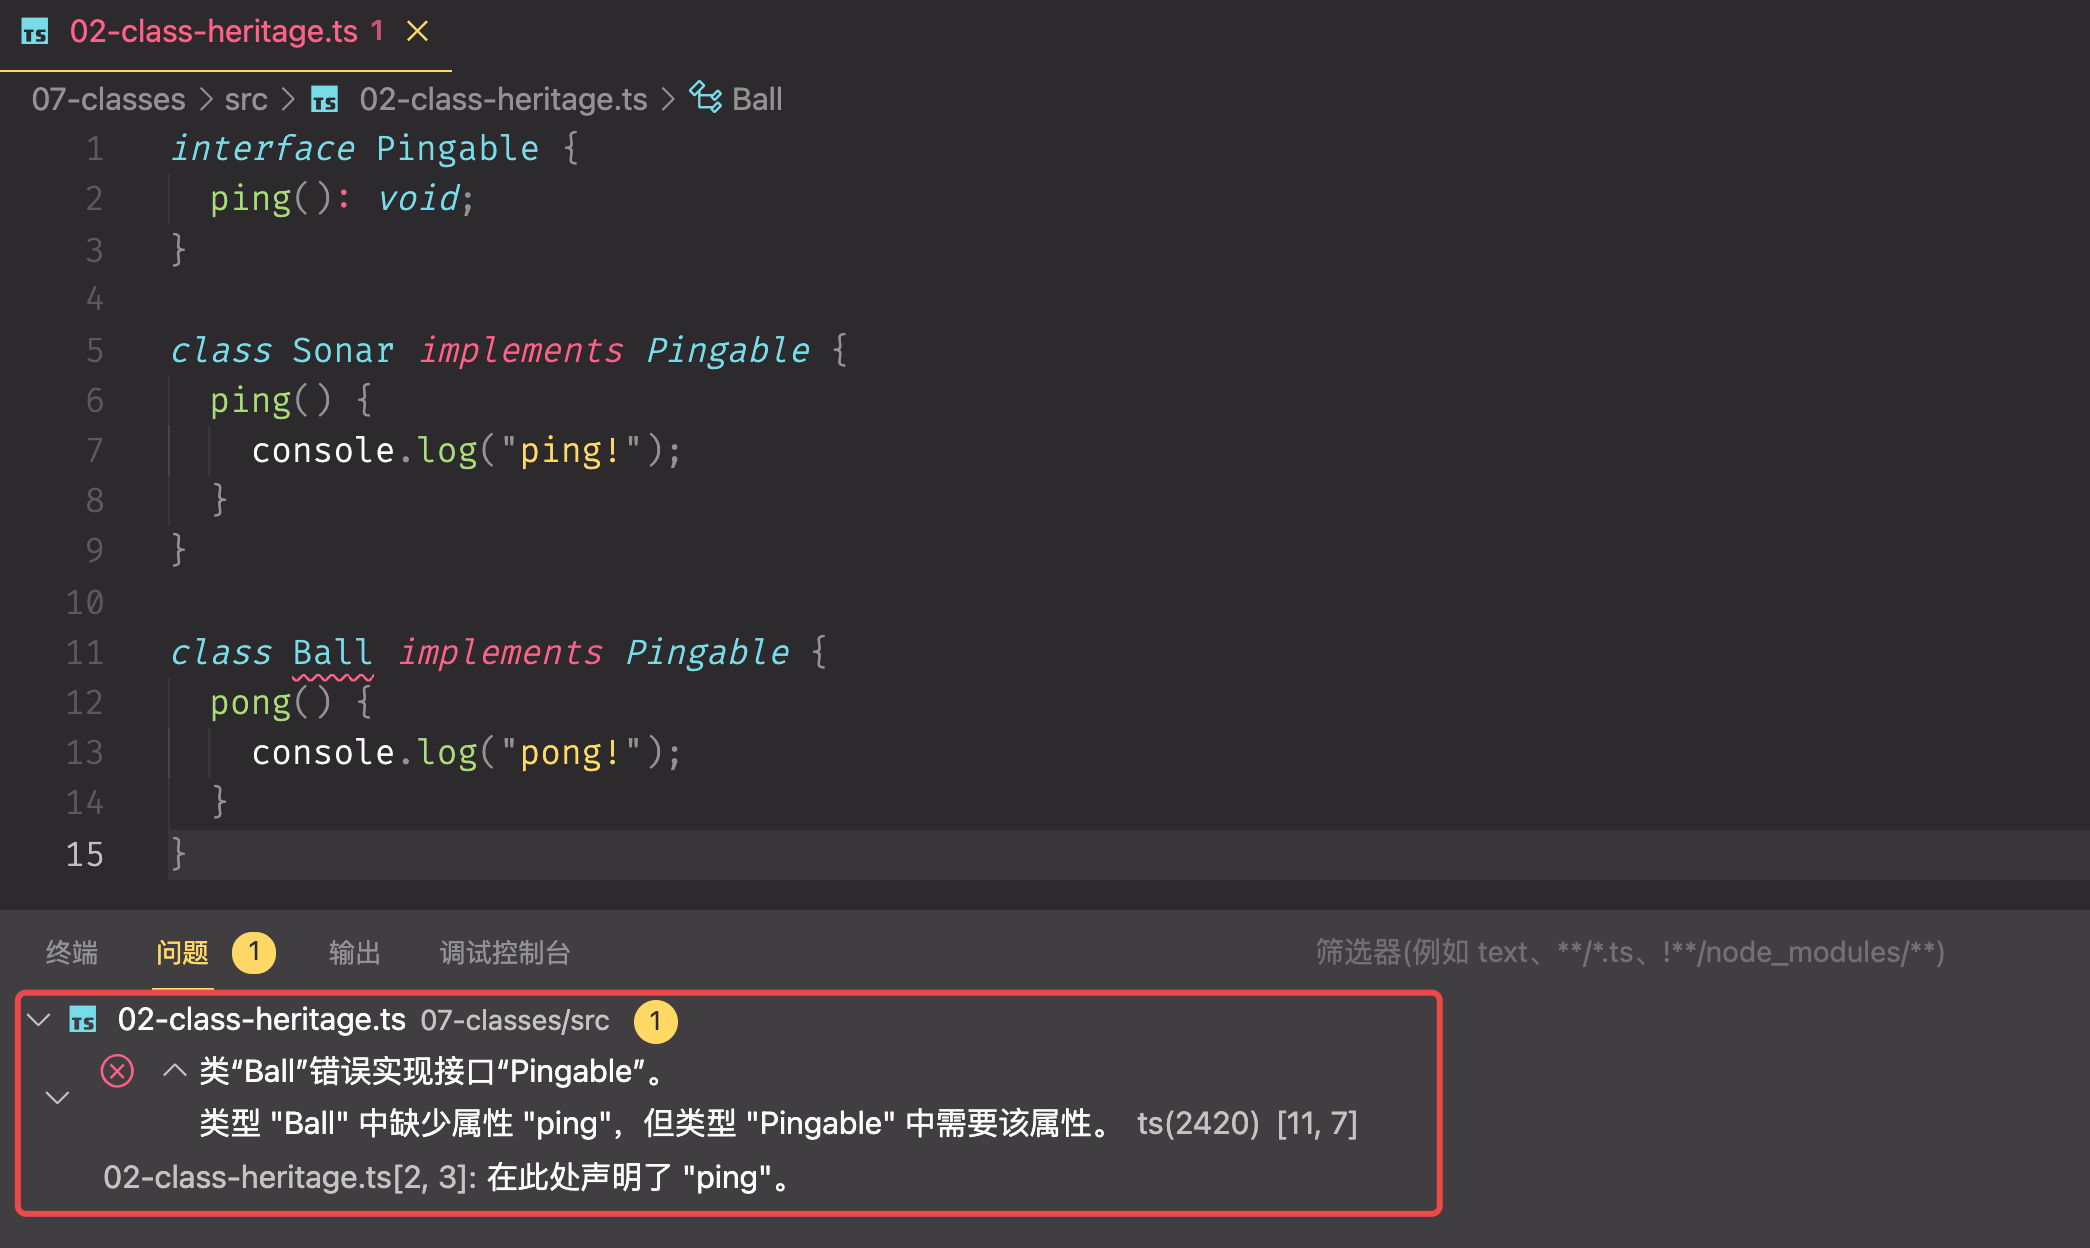 TS 02-class-heritage.ts 1
07-classes > src > TS 02-class-heritage.ts > Ball
1 interface Pingable {
2   ping(): void;
3 }
4
5 class Sonar implements Pingable {
6   ping() {
7     console.log("ping!");
8   }
9 }
10
11 class Ball implements Pingable {
12   pong() {
13     console.log("pong!");
14   }
15 }
终端 问题 1 输出 调试控制台 筛选器(例如 text、**/*.ts、!**/node_modules/**)
TS 02-class-heritage.ts 07-classes/src 1
类“Ball”错误实现接口“Pingable”。
类型 "Ball" 中缺少属性 "ping"，但类型 "Pingable" 中需要该属性。 ts(2420) [11, 7]
02-class-heritage.ts[2, 3]: 在此处声明了 "ping"。